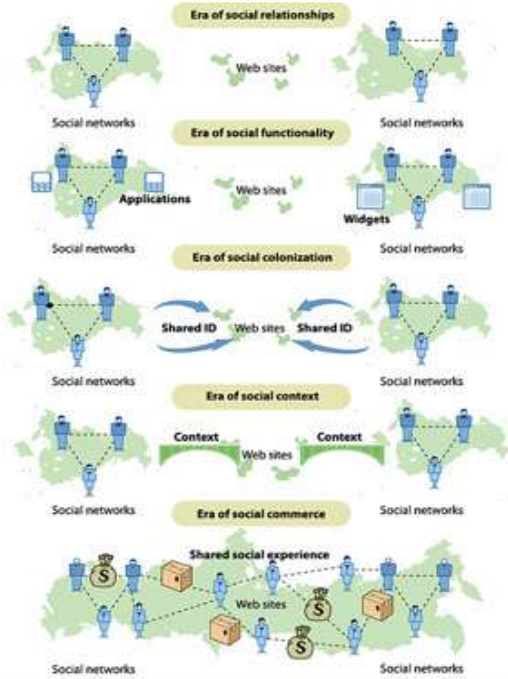 Era of social relationships
Web sites
Social networks
Social networks
Era of social functionality
Web sites
Applications
Widgets
Social networks
Social networks
Era of social colonization
Shared ID
Web sites
Shared ID
Social networks
Social networks
Era of social context
Context
Context
Web sites
Social networks
Social networks
Era of social commerce
Shared social experience
S
Web sites
S
S
Social networks
Social networks